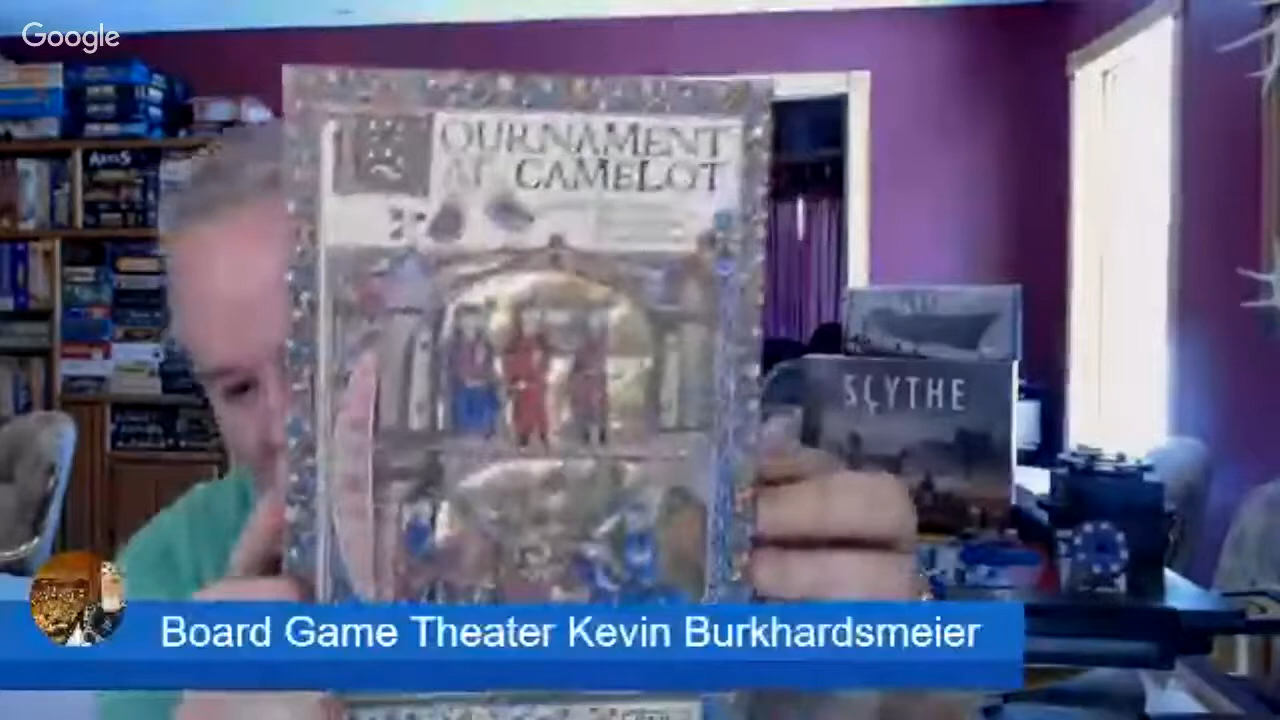 Google
OURNAMENT
AT CAMELOT
SCYTHE
Board Game Theater Kevin Burkhardsmeier